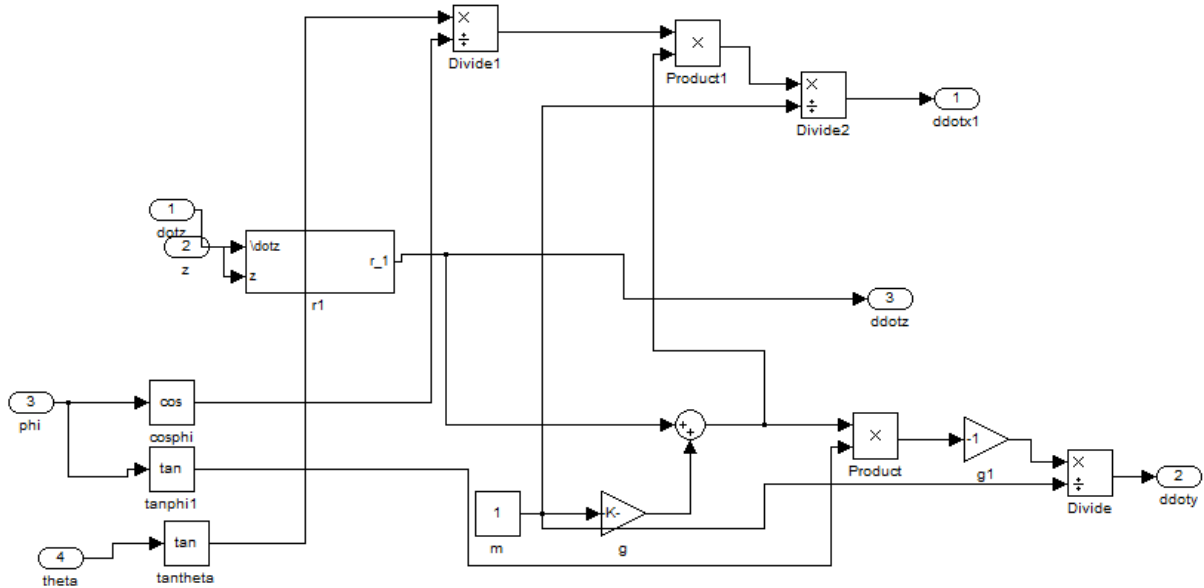 ×
÷
Divide1
×
Product1
×
÷
Divide2
1
ddotx1
1
dotz
2
z
\dotz
z
r_1
r1
3
ddotz
3
phi
cos
cosphi
tan
tanphi1
4
theta
tan
tantheta
1
m
-K-
g
+
+
×
Product
-1
g1
×
÷
Divide
2
ddoty